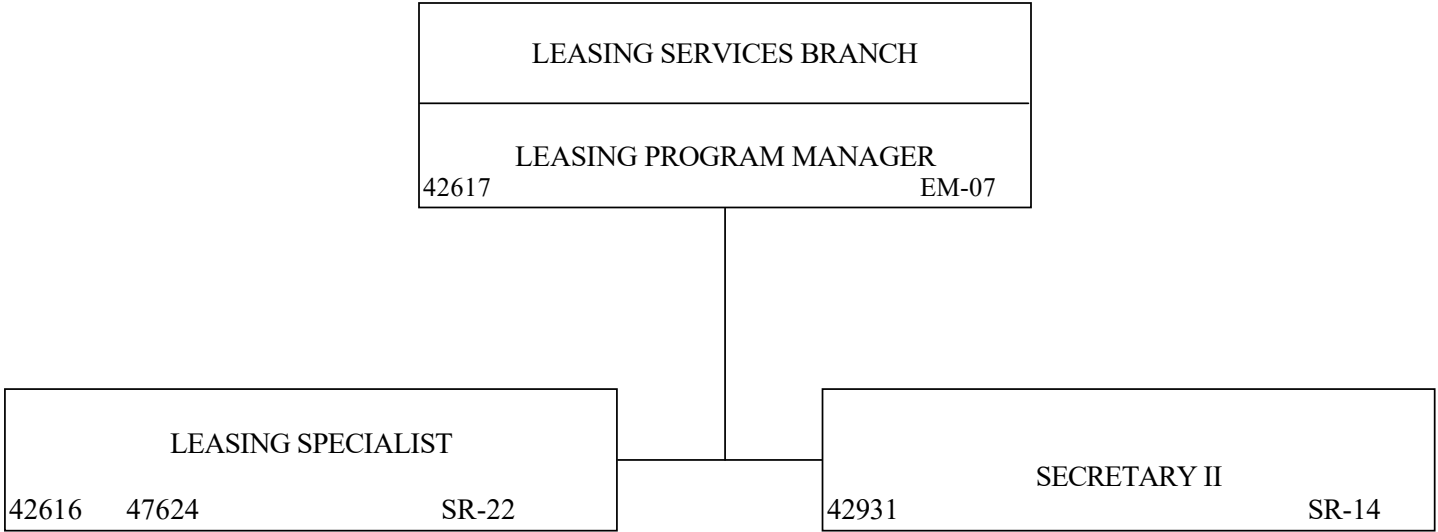 LEASING SERVICES BRANCH
LEASING PROGRAM MANAGER
42617 EM-07
LEASING SPECIALIST
42616 47624 SR-22
SECRETARY II
42931 SR-14